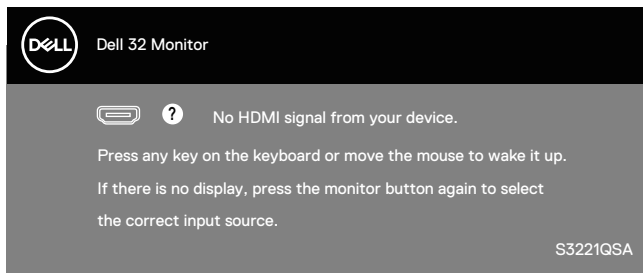 DELL
Dell 32 Monitor
? No HDMI signal from your device.
Press any key on the keyboard or move the mouse to wake it up.
If there is no display, press the monitor button again to select
the correct input source.
S3221QSA